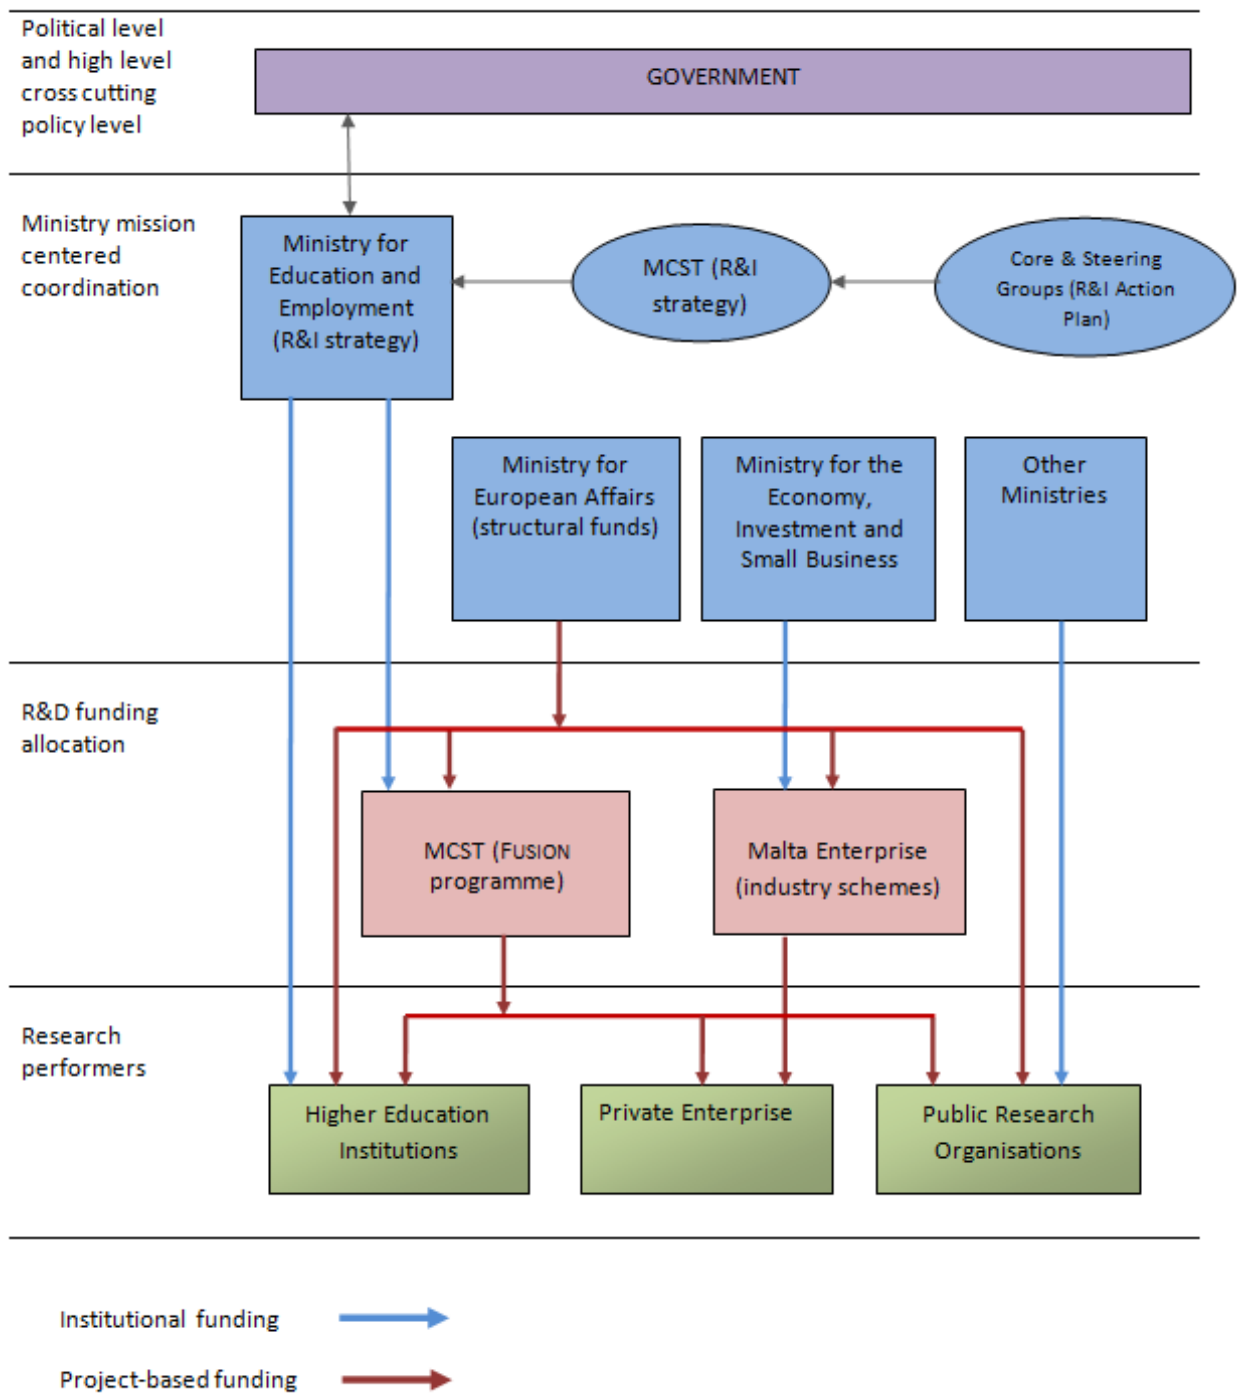 Political level
and high level
cross cutting
policy level
GOVERNMENT
Ministry mission
centered
coordination
Ministry for
Education and
Employment
(R&I strategy)
MCST (R&I
strategy)
Core & Steering
Groups (R&I Action
Plan)
Ministry for
European Affairs
(structural funds)
Ministry for the
Economy,
Investment and
Small Business
Other
Ministries
R&D funding
allocation
MCST (FUSION
programme)
Malta Enterprise
(industry schemes)
Research
performers
Higher Education
Institutions
Private Enterprise
Public Research
Organisations
Institutional funding
Project-based funding